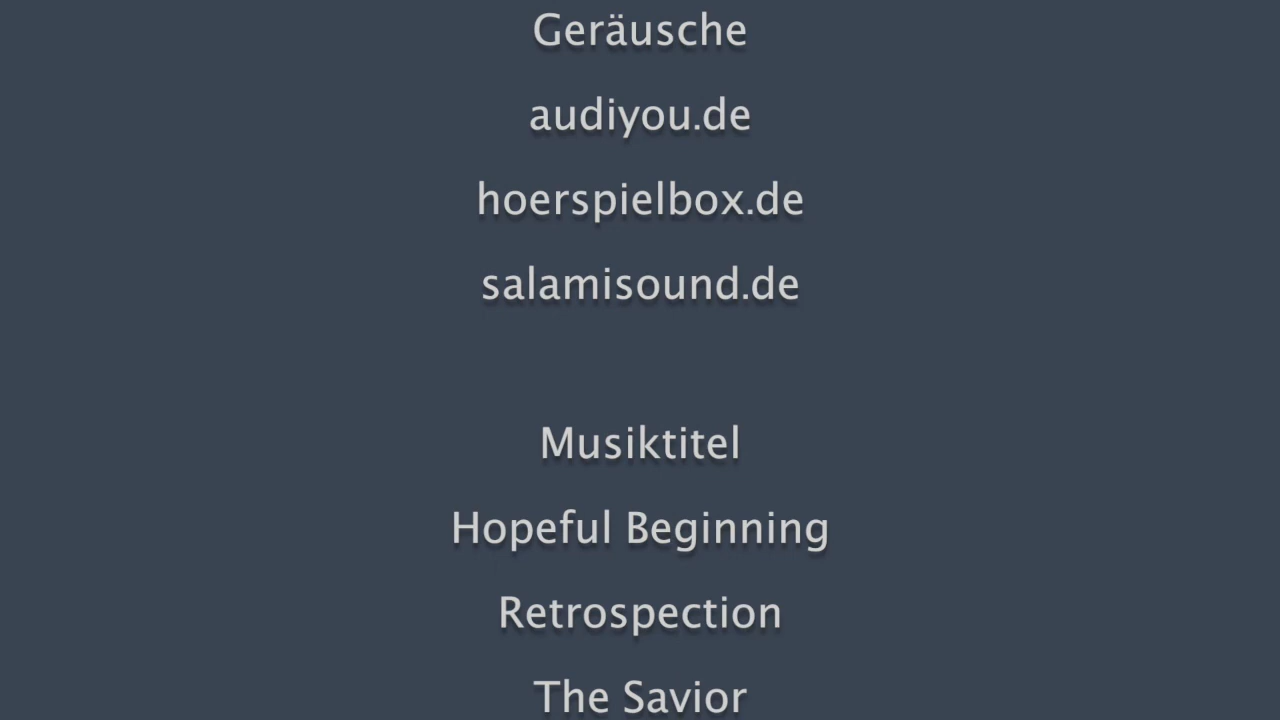 Geräusche
audiyou.de
hoerspielbox.de
salamisound.de
Musiktitel
Hopeful Beginning
Retrospection
The Savior